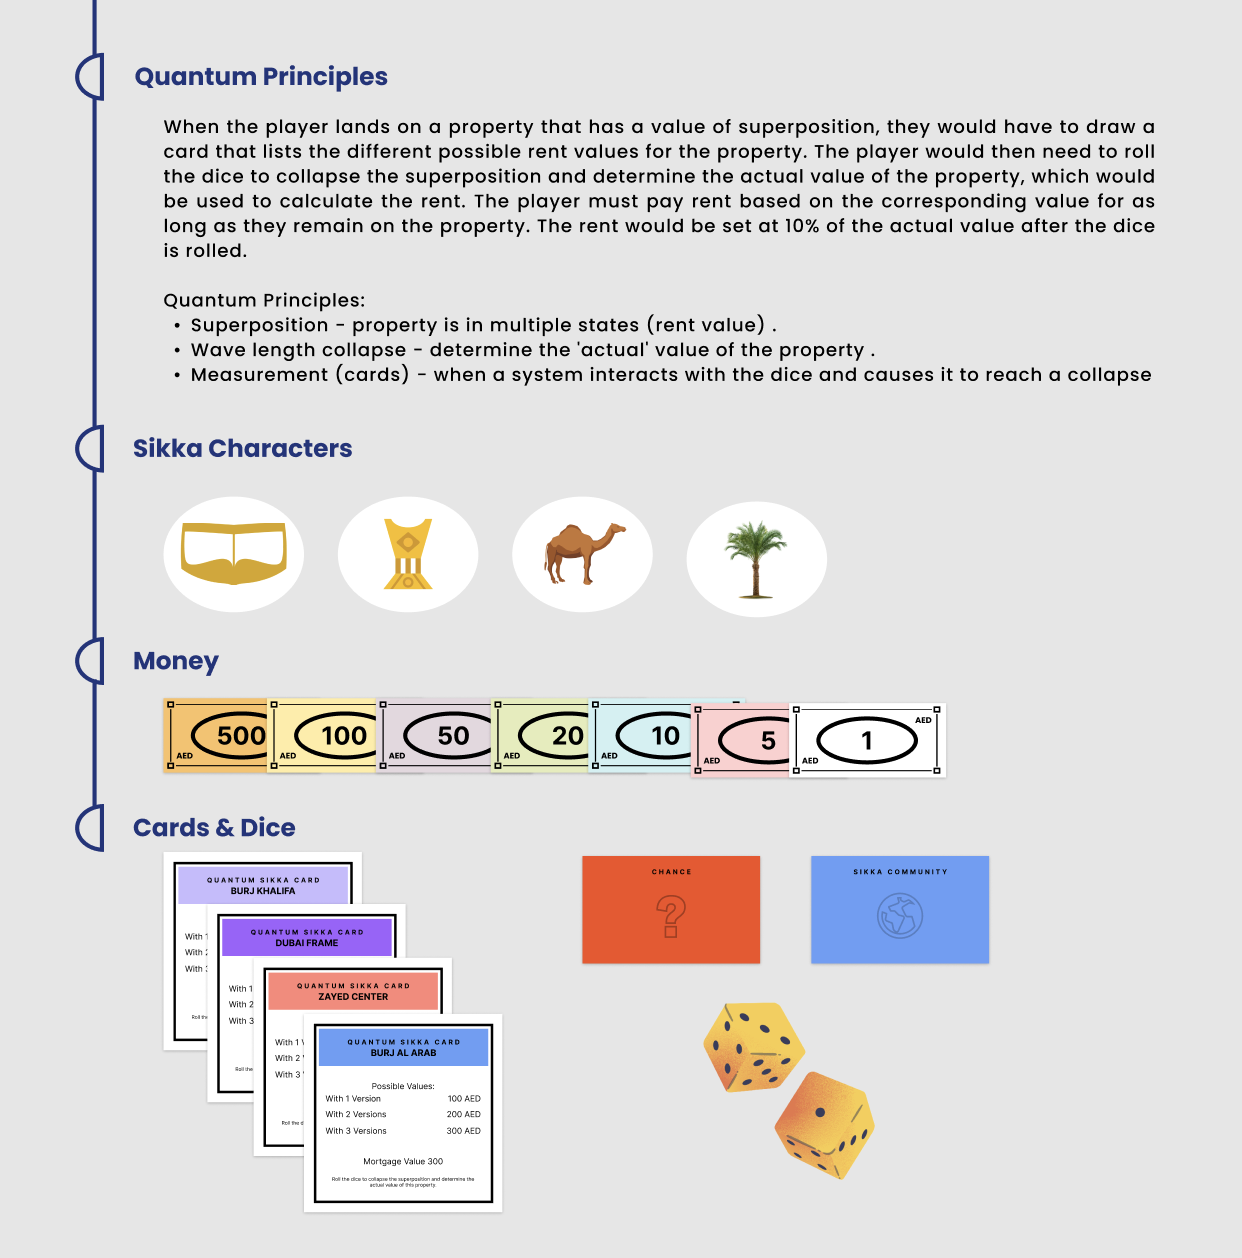 Quantum Principles
When the player lands on a property that has a value of superposition, they would have to draw a
card that lists the different possible rent values for the property. The player would then need to roll
the dice to collapse the superposition and determine the actual value of the property, which would
be used to calculate the rent. The player must pay rent based on the corresponding value for as
long as they remain on the property. The rent would be set at 10% of the actual value after the dice
is rolled.
Quantum Principles:
• Superposition - property is in multiple states (rent value) .
• Wave length collapse - determine the 'actual' value of the property .
• Measurement (cards) - when a system interacts with the dice and causes it to reach a collapse
Sikka Characters
Money
500
AED
100
AED
50
AED
20
AED
10
AED
5
AED
AED
1
AED
Cards & Dice
QUANTUM SIKKA CARD
BURJ KHALIFA
With 1
With 2
With 3
Roll the
QUANTUM SIKKA CARD
DUBAI FRAME
With 1
With 2
With 3
Roll the
QUANTUM SIKKA CARD
ZAYED CENTER
With 1 V
With 2 V
With 3 V
Roll the d
QUANTUM SIKKA CARD
BURJ AL ARAB
Possible Values:
With 1 Version 100 AED
With 2 Versions 200 AED
With 3 Versions 300 AED
Mortgage Value 300
Roll the dice to collapse the superposition and determine the
actual value of this property.
CHANCE
?
SIKKA COMMUNITY